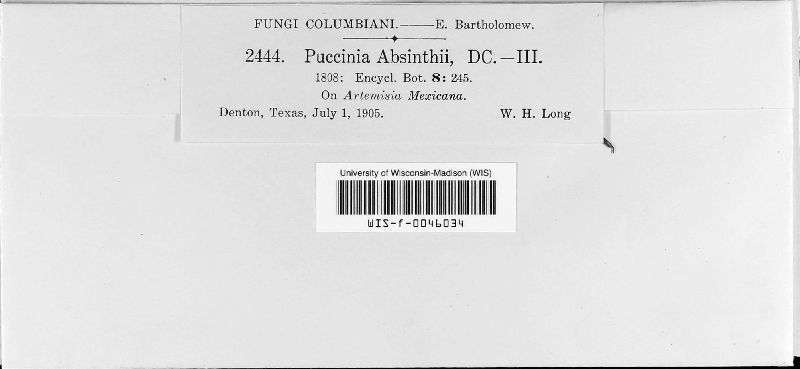 FUNGI COLUMBIANI.——E. Bartholomew.
2444. Puccinia Absinthii, DC.—III.
1808: Encycl. Bot. 8: 245.
On Artemisia Mexicana.
Denton, Texas, July 1, 1905. W. H. Long
University of Wisconsin-Madison (WIS)
WIS-f-0046034